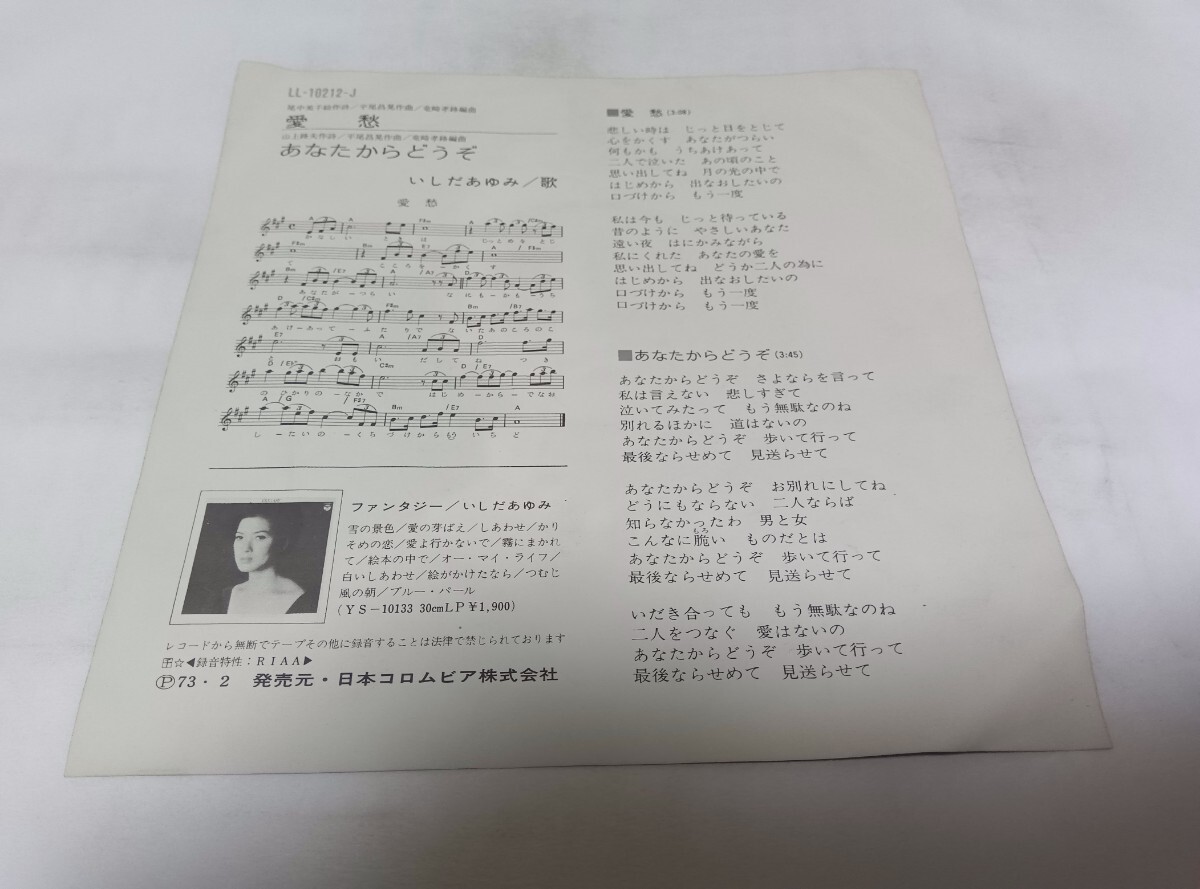 LL-10212-J
愛 愁
あなたからどうぞ
いしだあゆみ/歌
愛 愁
ファンタジー/いしだあゆみ
雪の景色/愛の芽ばえ/しあわせ/かり
そめの恋/愛よ行かないで/霧にまかれ
て/絵本の中で/オー・マイ・ライフ/
白いしあわせ/絵がかけたなら/つむじ
風の朝/ブルー・パール
(YS-10133 30cmLP¥1,900)
レコードから無断でテープその他に録音することは法律で禁じられております
☆◀録音特性:RIAA▶
Ⓟ73・2 発売元・日本コロムビア株式会社
■愛 愁(3:08)
悲しい時は じっと目をとじて
心をかくす あなたがつらい
何もかも うちあけあって
二人で泣いた あの頃のこと
思い出してね 月の光の中で
はじめから 出なおしたいの
口づけから もう一度
私は今も じっと待っている
昔のように やさしいあなた
遠い夜 はにかみながら
私にくれた あなたの愛を
思い出してね どうか二人の為に
はじめから 出なおしたいの
口づけから もう一度
口づけから もう一度
■あなたからどうぞ(3:45)
あなたからどうぞ さよならを言って
私は言えない 悲しすぎて
泣いてみたって もう無駄なのね
別れるほかに 道はないの
あなたからどうぞ 歩いて行って
最後ならせめて 見送らせて
あなたからどうぞ お別れにしてね
どうにもならない 二人ならば
知らなかったわ 男と女
こんなに脆い ものだとは
あなたからどうぞ 歩いて行って
最後ならせめて 見送らせて
いだき合っても もう無駄なのね
二人をつなぐ 愛はないの
あなたからどうぞ 歩いて行って
最後ならせめて 見送らせて